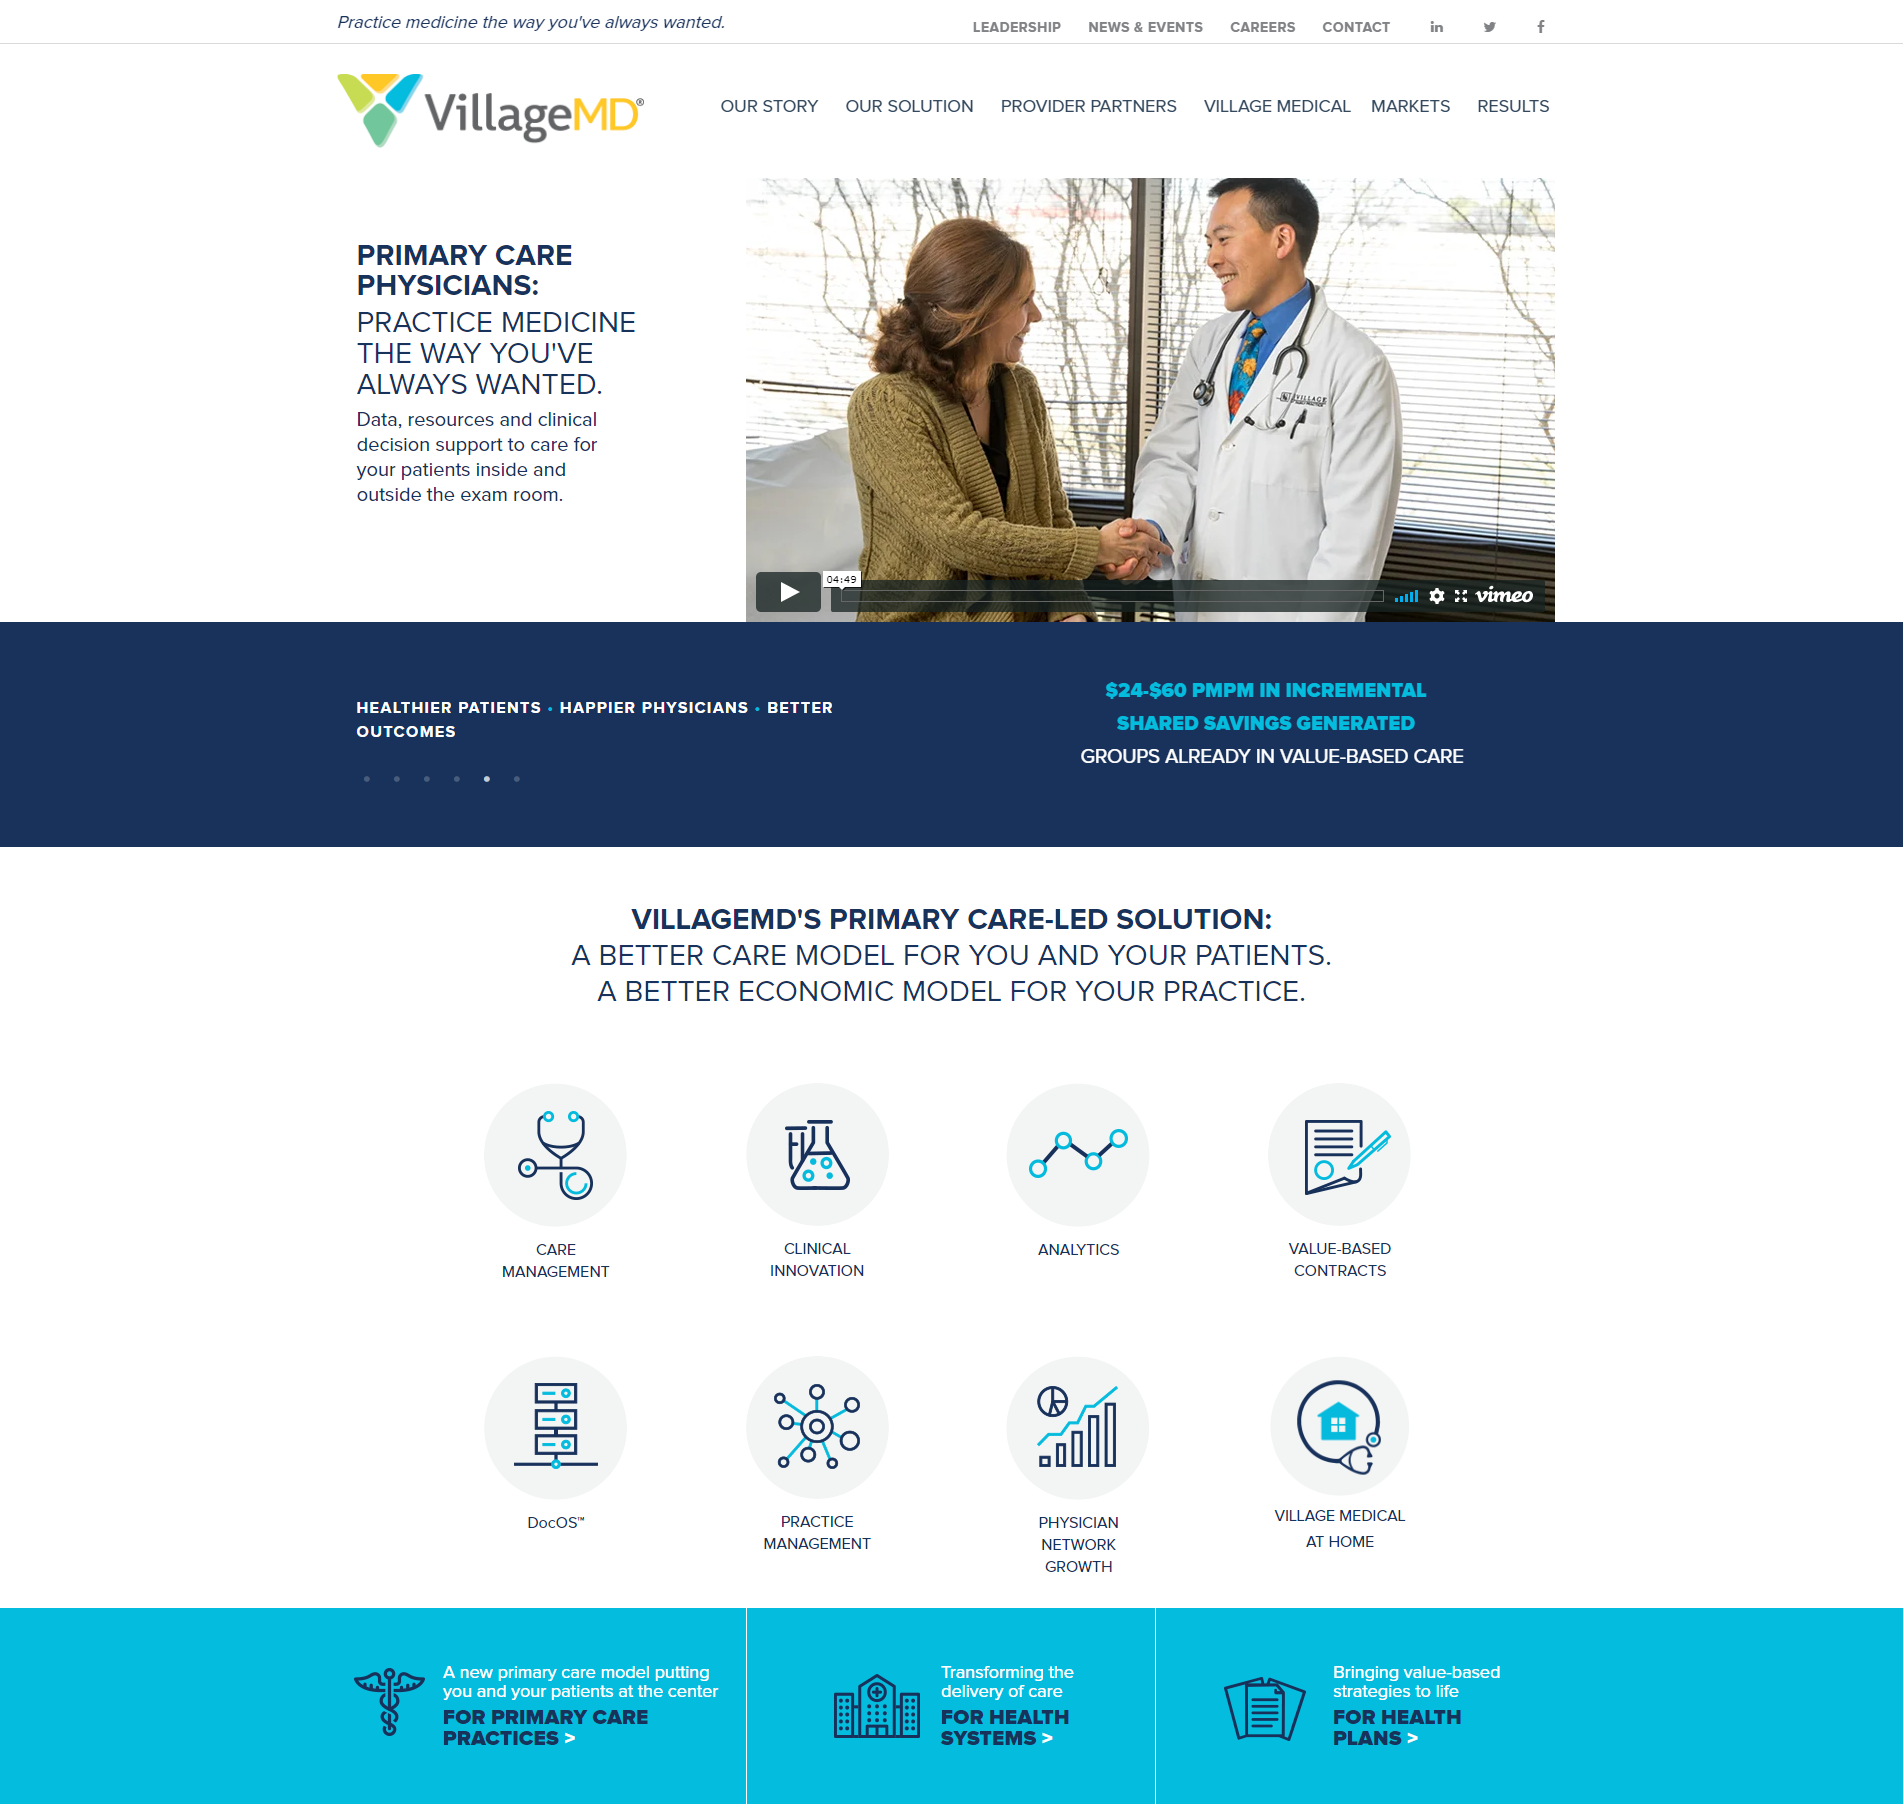 Practice medicine the way you've always wanted.
LEADERSHIP NEWS & EVENTS CAREERS CONTACT
VillageMD®
OUR STORY OUR SOLUTION PROVIDER PARTNERS VILLAGE MEDICAL MARKETS RESULTS
PRIMARY CARE
PHYSICIANS:
PRACTICE MEDICINE
THE WAY YOU'VE
ALWAYS WANTED.
Data, resources and clinical
decision support to care for
your patients inside and
outside the exam room.
VILLAGE
04:49
vimeo
HEALTHIER PATIENTS • HAPPIER PHYSICIANS • BETTER
OUTCOMES
$24-$60 PMPM IN INCREMENTAL
SHARED SAVINGS GENERATED
GROUPS ALREADY IN VALUE-BASED CARE
VILLAGEMD'S PRIMARY CARE-LED SOLUTION:
A BETTER CARE MODEL FOR YOU AND YOUR PATIENTS.
A BETTER ECONOMIC MODEL FOR YOUR PRACTICE.
CARE
MANAGEMENT
CLINICAL
INNOVATION
ANALYTICS
VALUE-BASED
CONTRACTS
DocOS™
PRACTICE
MANAGEMENT
PHYSICIAN
NETWORK
GROWTH
VILLAGE MEDICAL
AT HOME
A new primary care model putting
you and your patients at the center
FOR PRIMARY CARE
PRACTICES >
Transforming the
delivery of care
FOR HEALTH
SYSTEMS >
Bringing value-based
strategies to life
FOR HEALTH
PLANS >